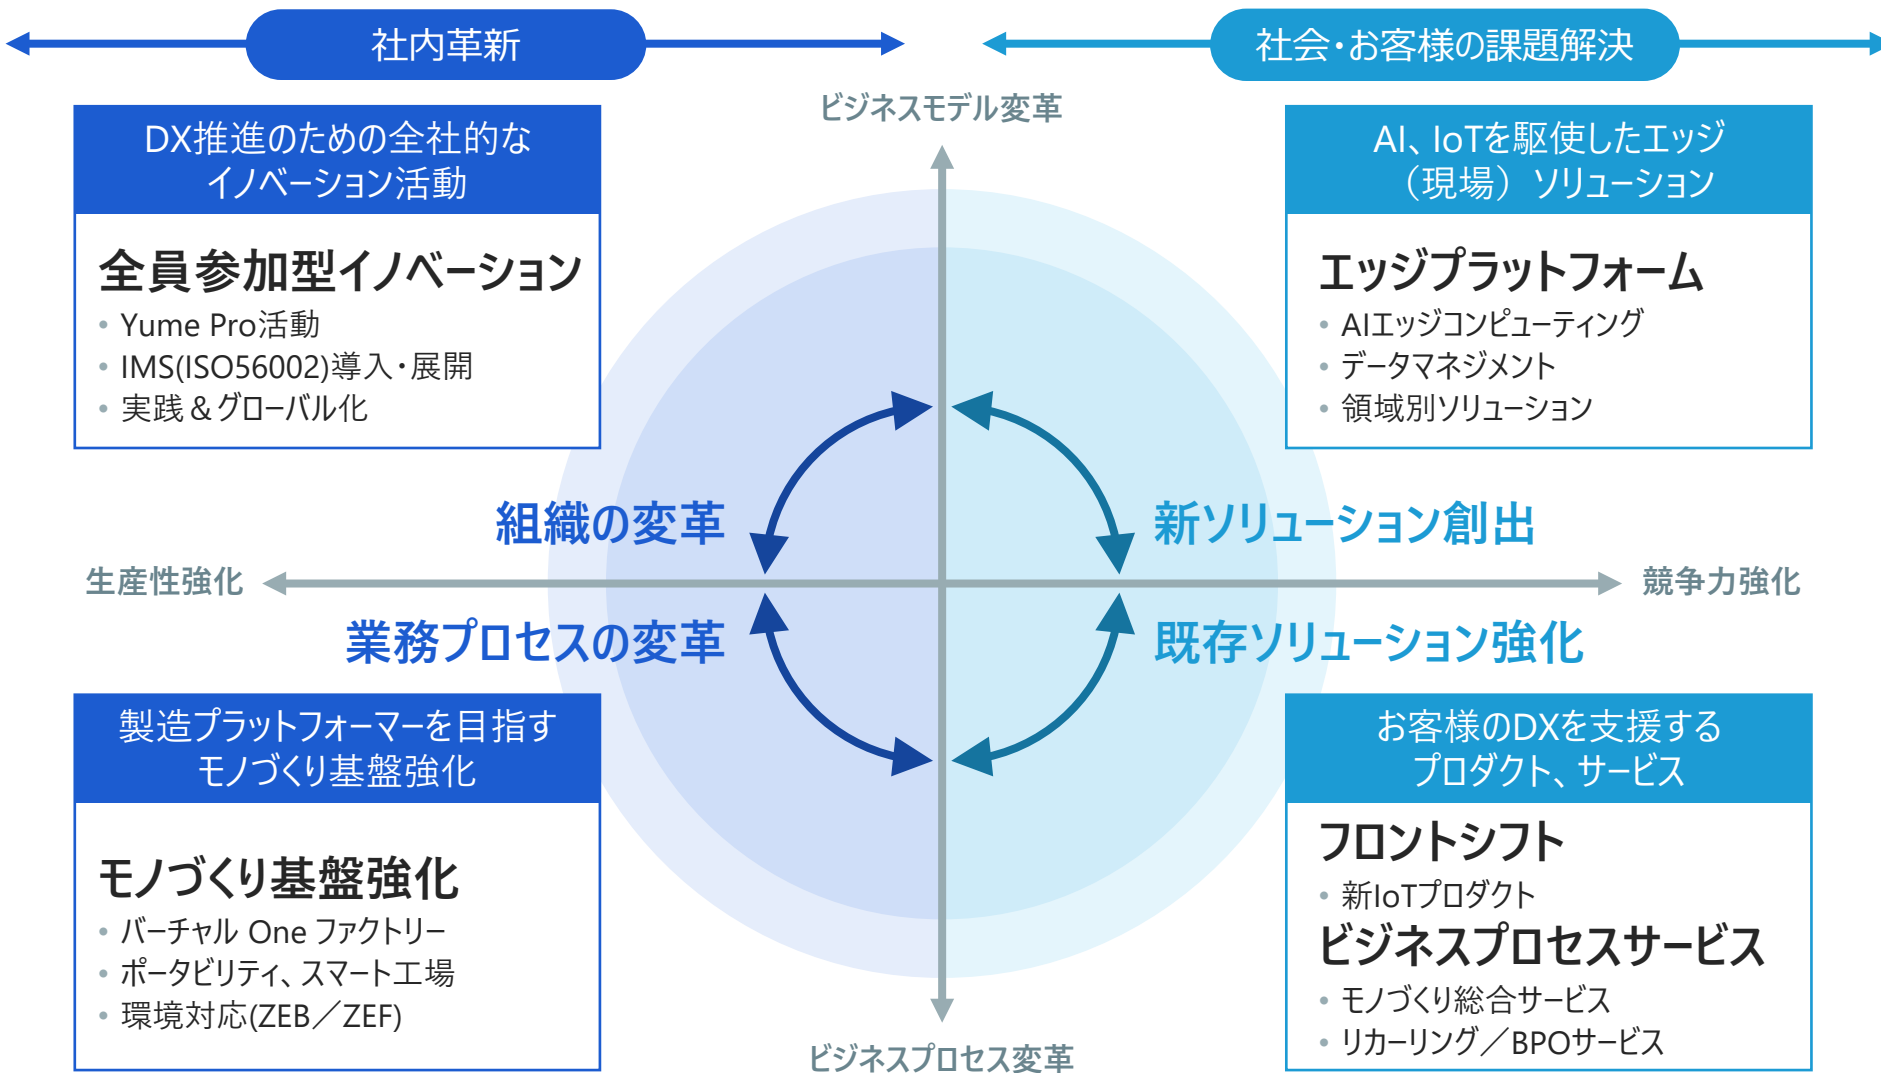 社内革新
社会・お客様の課題解決
ビジネスモデル変革
DX推進のための全社的な
イノベーション活動
全員参加型イノベーション
• Yume Pro活動
• IMS(ISO56002)導入・展開
• 実践＆グローバル化
AI、IoTを駆使したエッジ
（現場）ソリューション
エッジプラットフォーム
• AIエッジコンピューティング
• データマネジメント
• 領域別ソリューション
組織の変革
新ソリューション創出
生産性強化
競争力強化
業務プロセスの変革
既存ソリューション強化
製造プラットフォーマーを目指す
モノづくり基盤強化
モノづくり基盤強化
• バーチャル One ファクトリー
• ポータビリティ、スマート工場
• 環境対応(ZEB／ZEF)
お客様のDXを支援する
プロダクト、サービス
フロントシフト
• 新IoTプロダクト
ビジネスプロセスサービス
• モノづくり総合サービス
• リカーリング／BPOサービス
ビジネスプロセス変革